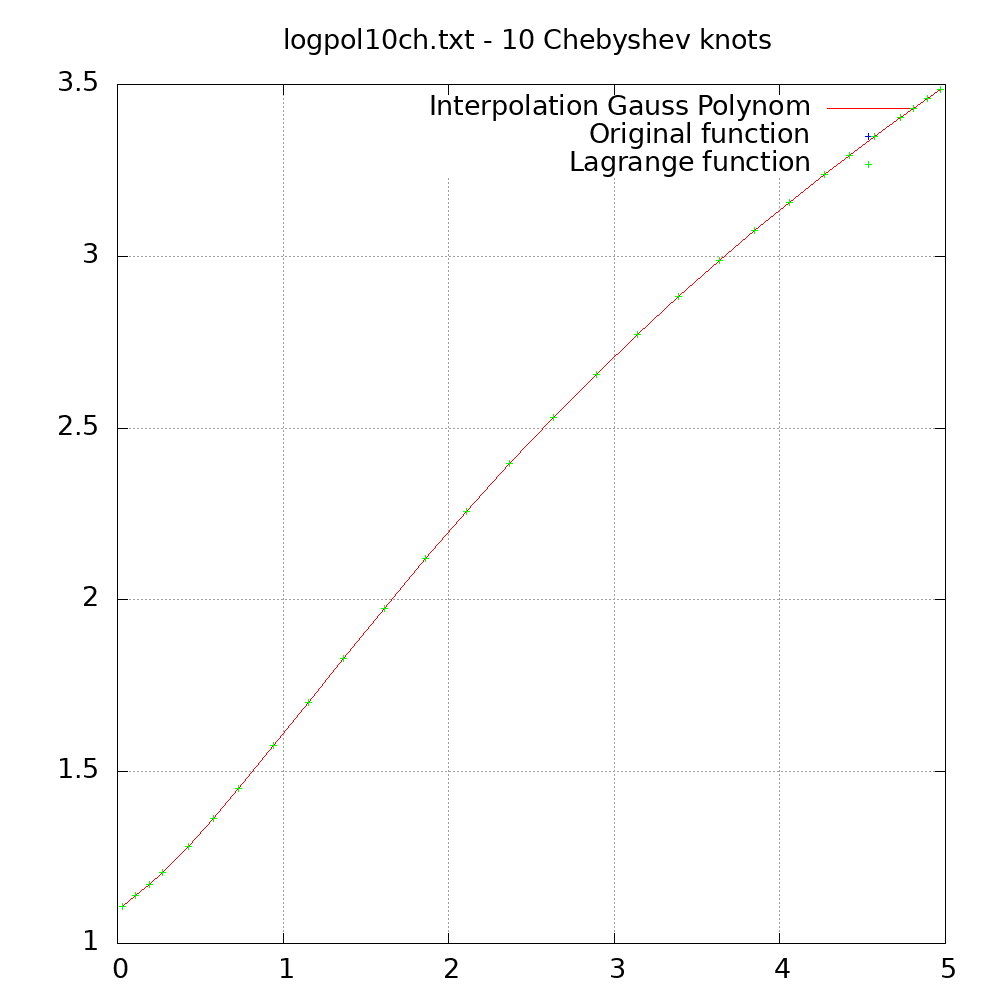 logpol10ch.txt - 10 Chebyshev knots
3.5
Interpolation Gauss Polynom
Original function
Lagrange function
3
2.5
2
1.5
1
0 1 2 3 4 5